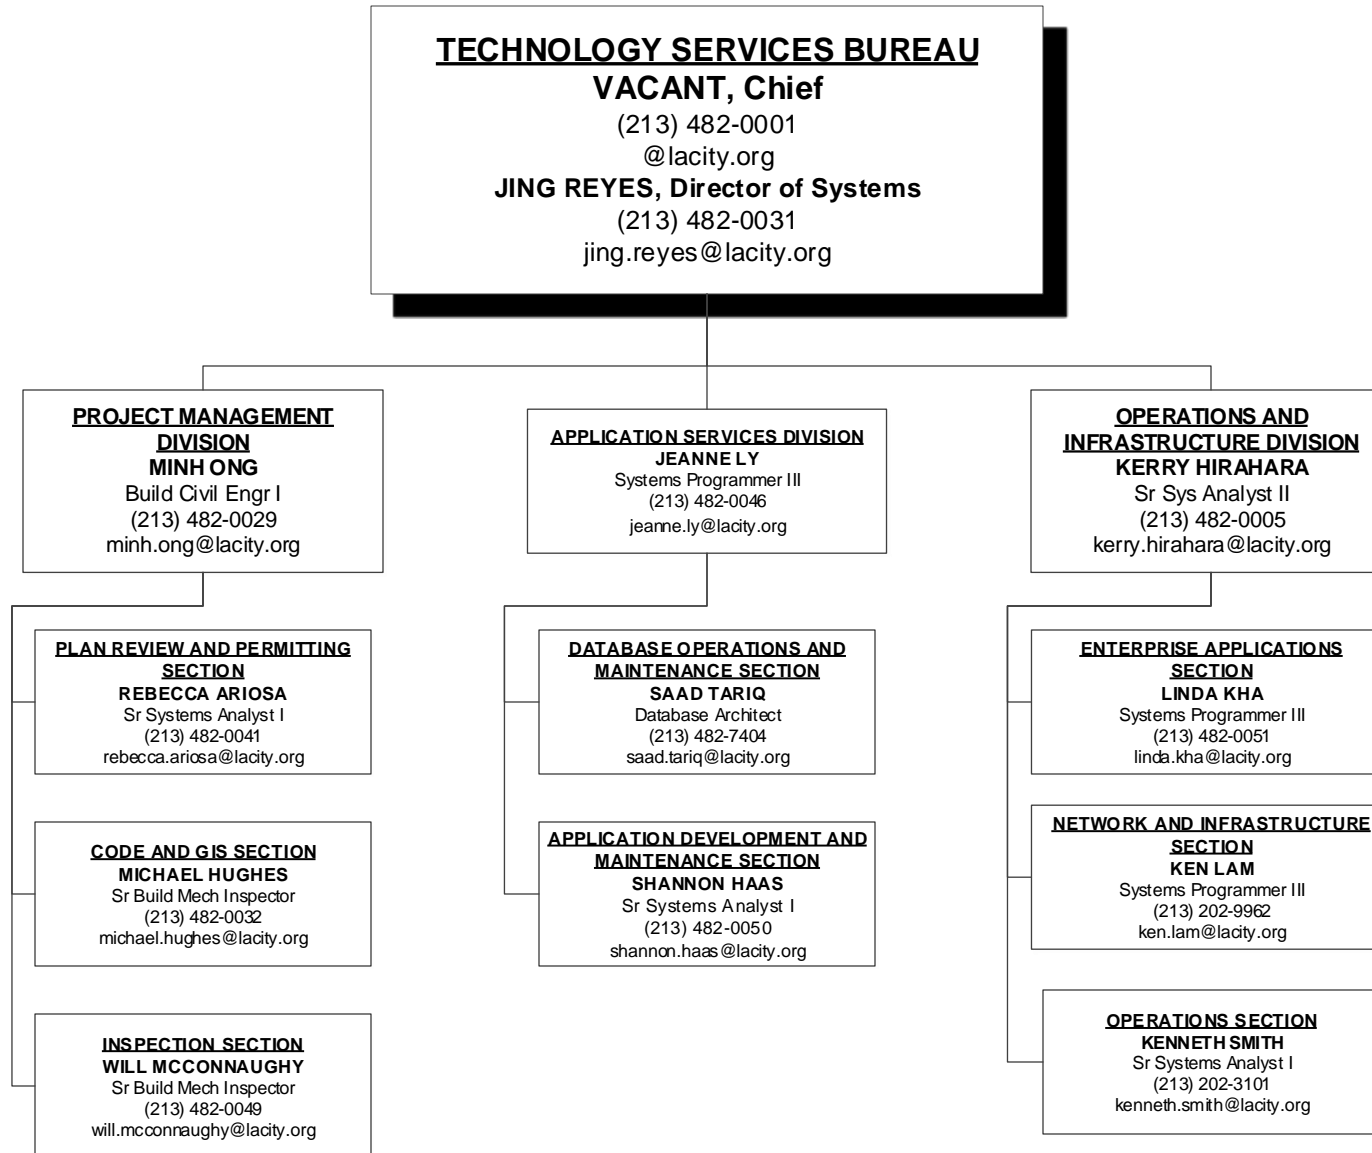 TECHNOLOGY SERVICES BUREAU
VACANT, Chief
(213) 482-0001
@lacity.org
JING REYES, Director of Systems
(213) 482-0031
jing.reyes@lacity.org
PROJECT MANAGEMENT
DIVISION
MINH ONG
Build Civil Engr I
(213) 482-0029
minh.ong@lacity.org
PLAN REVIEW AND PERMITTING
SECTION
REBECCA ARIOSA
Sr Systems Analyst I
(213) 482-0041
rebecca.ariosa@lacity.org
CODE AND GIS SECTION
MICHAEL HUGHES
Sr Build Mech Inspector
(213) 482-0032
michael.hughes@lacity.org
INSPECTION SECTION
WILL MCCONNAUGHY
Sr Build Mech Inspector
(213) 482-0049
will.mcconnaughy@lacity.org
APPLICATION SERVICES DIVISION
JEANNE LY
Systems Programmer III
(213) 482-0046
jeanne.ly@lacity.org
DATABASE OPERATIONS AND
MAINTENANCE SECTION
SAAD TARIQ
Database Architect
(213) 482-7404
saad.tariq@lacity.org
APPLICATION DEVELOPMENT AND
MAINTENANCE SECTION
SHANNON HAAS
Sr Systems Analyst I
(213) 482-0050
shannon.haas@lacity.org
OPERATIONS AND
INFRASTRUCTURE DIVISION
KERRY HIRAHARA
Sr Sys Analyst II
(213) 482-0005
kerry.hirahara@lacity.org
ENTERPRISE APPLICATIONS
SECTION
LINDA KHA
Systems Programmer III
(213) 482-0051
linda.kha@lacity.org
NETWORK AND INFRASTRUCTURE
SECTION
KEN LAM
Systems Programmer III
(213) 202-9962
ken.lam@lacity.org
OPERATIONS SECTION
KENNETH SMITH
Sr Systems Analyst I
(213) 202-3101
kenneth.smith@lacity.org